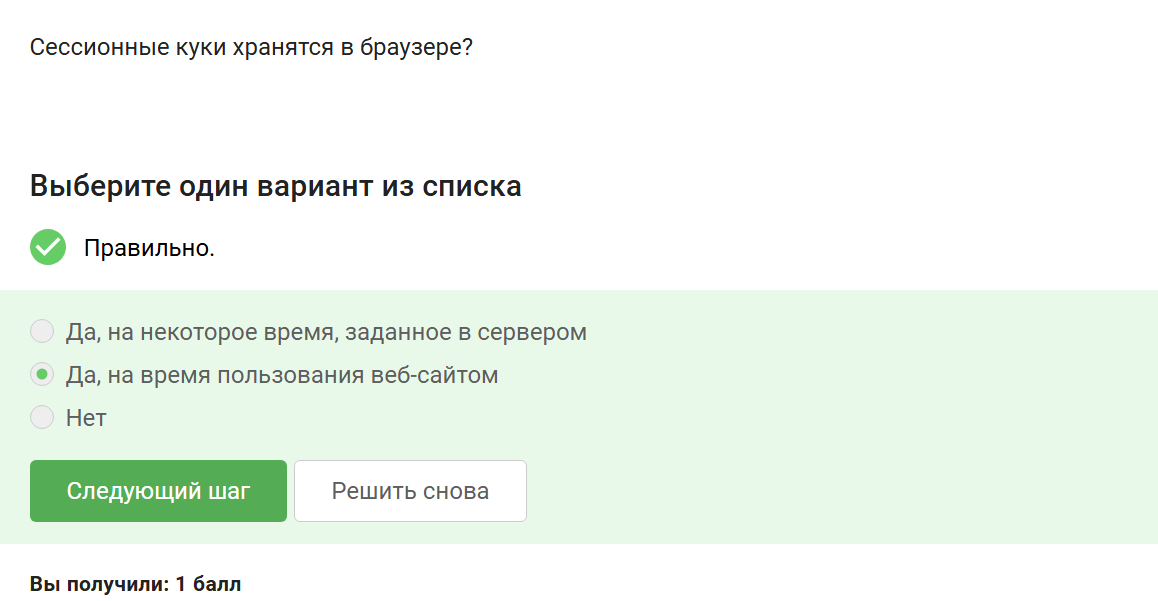 Сессионные куки хранятся в браузере?
Выберите один вариант из списка
Правильно.
Да, на некоторое время, заданное в сервером
Да, на время пользования веб-сайтом
Нет
Следующий шаг
Решить снова
Вы получили: 1 балл